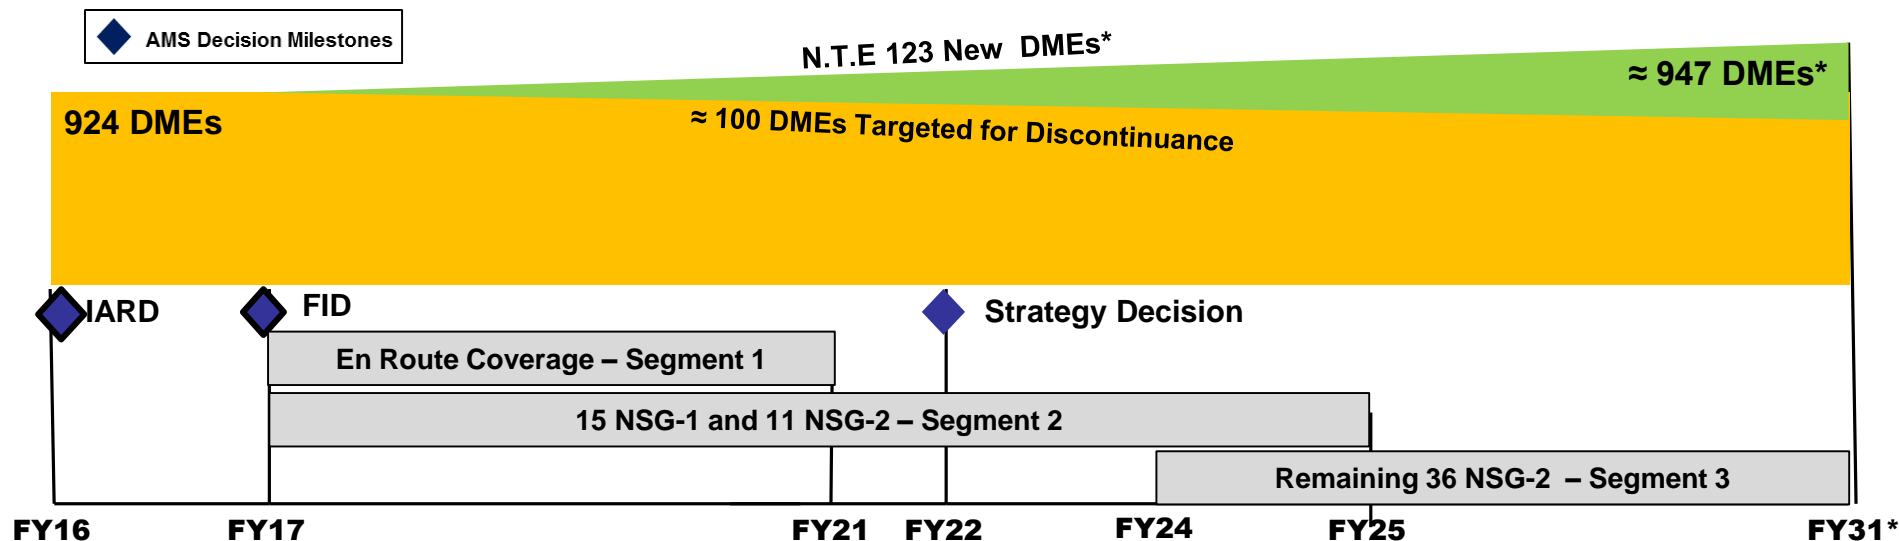 AMS Decision Milestones
N.T.E 123 New DMEs*
≈ 947 DMEs*
924 DMEs
≈ 100 DMEs Targeted for Discontinuance
IARD
FID
Strategy Decision
En Route Coverage – Segment 1
15 NSG-1 and 11 NSG-2 – Segment 2
Remaining 36 NSG-2 – Segment 3
FY16 FY17 FY21 FY22 FY24 FY25 FY31*